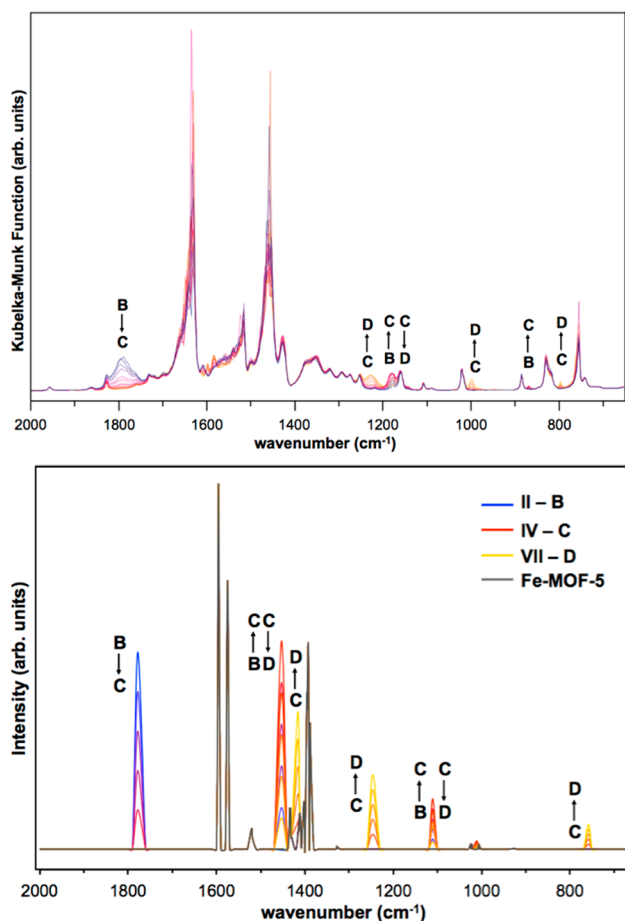 Kubelka-Munk Function (arb. units)
B
↓
C
D
↑
C
C C
↑ ↓
B D
D
↑
C
C
↑
B
D
↑
C
2000 1800 1600 1400 1200 1000 800
wavenumber (cm-1)
Intensity (arb. units)
II – B
IV – C
VII – D
Fe-MOF-5
B
↓
C
C C
↑ ↓
B D
D
↑
C
D
↑
C
C C
↑ ↓
B D
D
↑
C
2000 1800 1600 1400 1200 1000 800
wavenumber (cm-1)